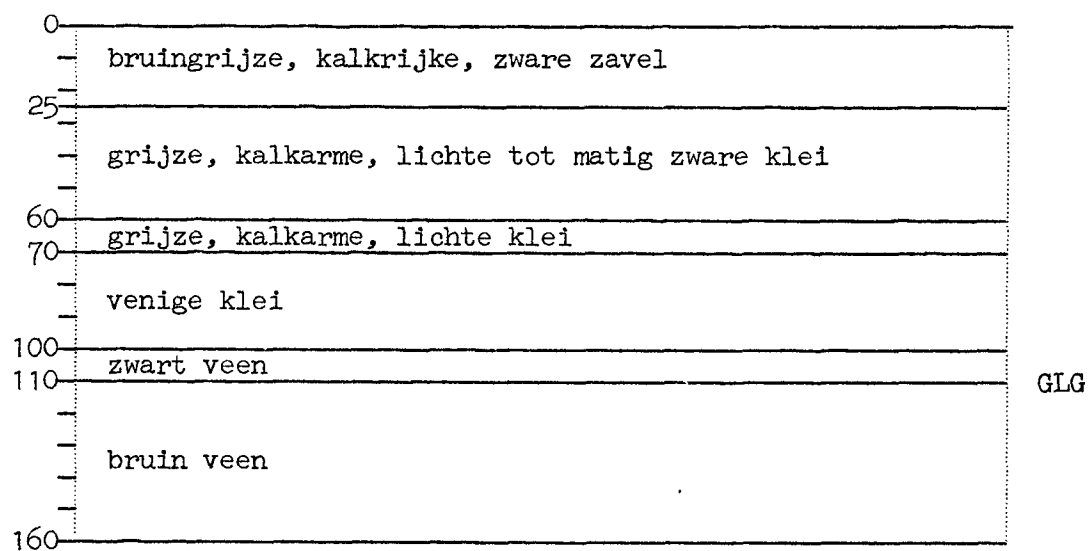 0
bruingrijze, kalkrijke, zware zavel
25
grijze, kalkarme, lichte tot matig zware klei
60
grijze, kalkarme, lichte klei
70
venige klei
100
zwart veen
110
GLG
bruin veen
160